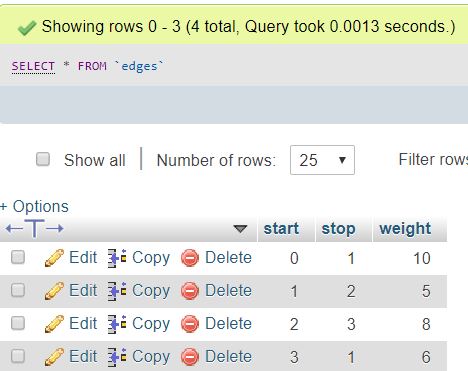 Showing rows 0 - 3 (4 total, Query took 0.0013 seconds.)
SELECT * FROM `edges`
Show all | Number of rows: 25 Filter rows
+ Options
start stop weight
Edit Copy Delete 0 1 10
Edit Copy Delete 1 2 5
Edit Copy Delete 2 3 8
Edit Copy Delete 3 1 6